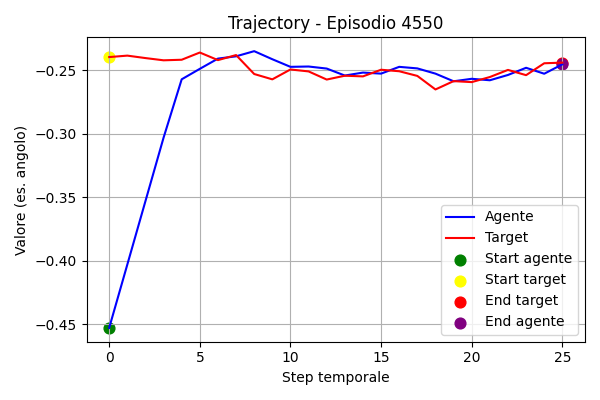 Trajectory - Episodio 4550
Valore (es. angolo)
−0.25
−0.30
−0.35
−0.40
−0.45
0
5
10
15
20
25
Step temporale
Agente
Target
Start agente
Start target
End target
End agente